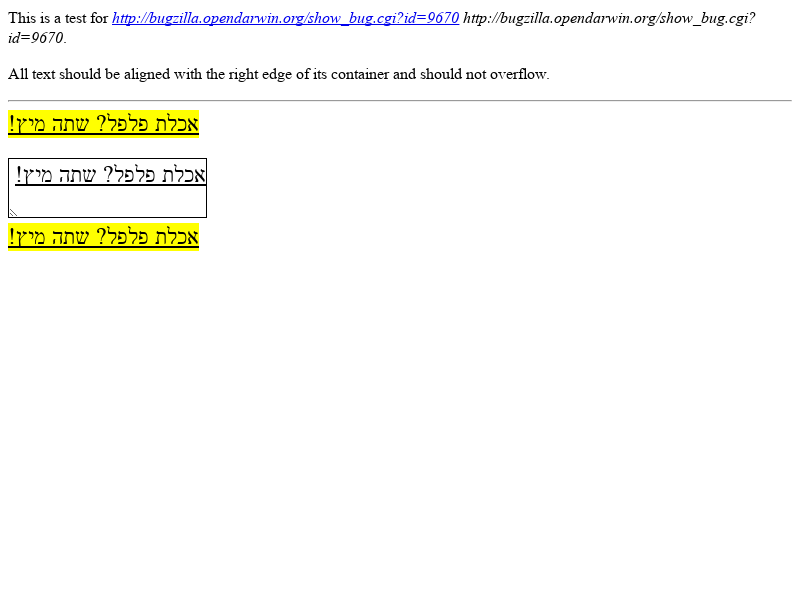 This is a test for http://bugzilla.opendarwin.org/show_bug.cgi?id=9670 http://bugzilla.opendarwin.org/show_bug.cgi?
id=9670.
All text should be aligned with the right edge of its container and should not overflow.
אכלת פלפל? שתה מיץ!
אכלת פלפל? שתה מיץ!
אכלת פלפל? שתה מיץ!